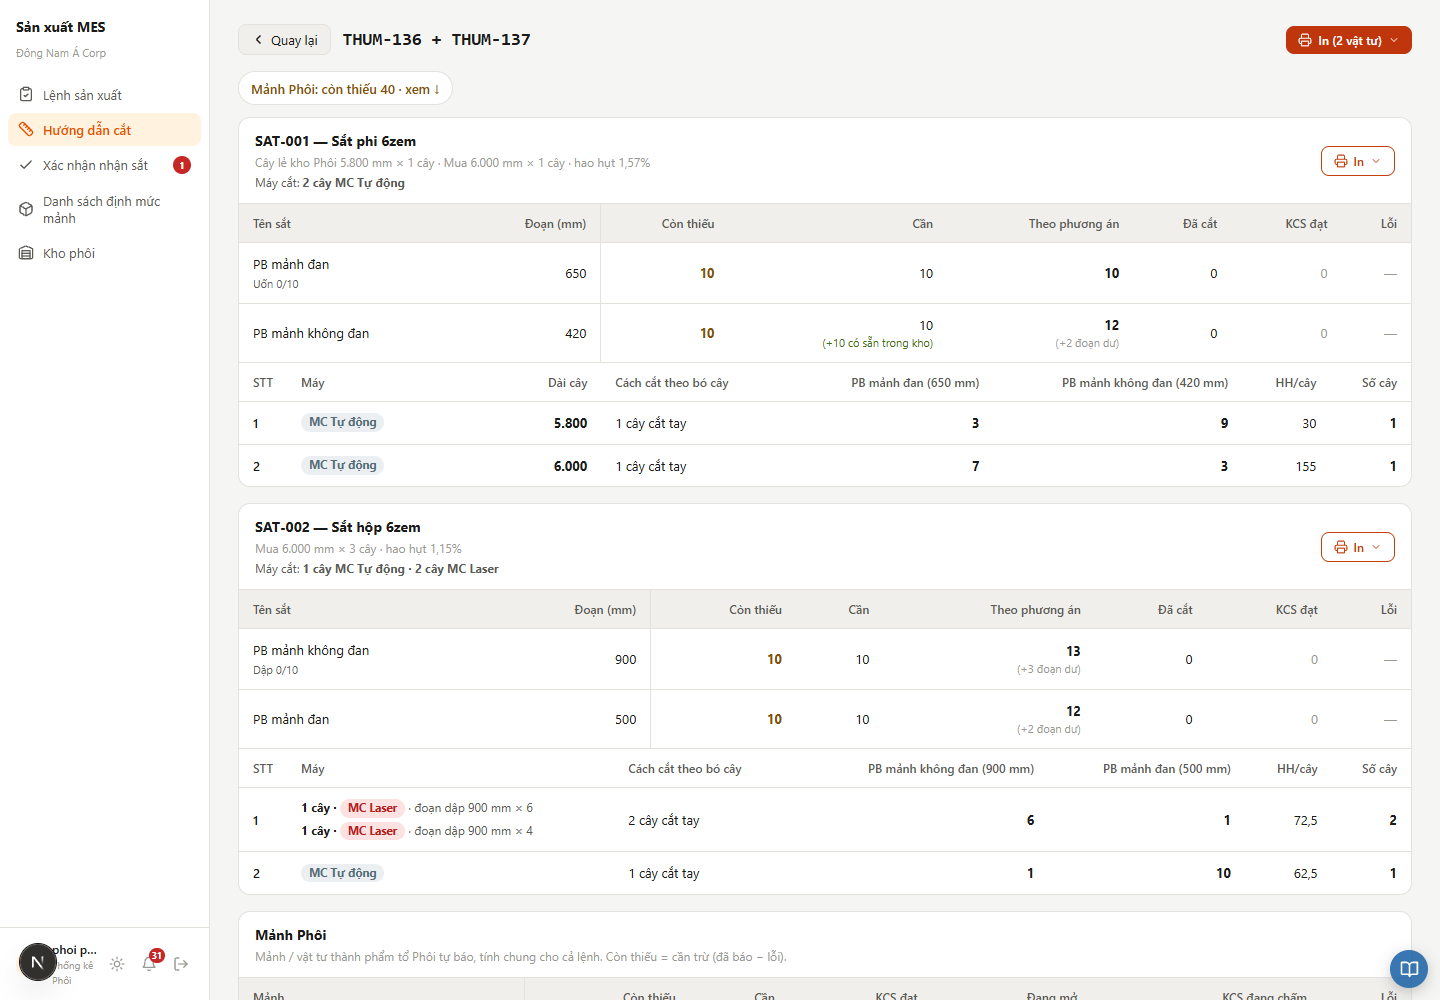 Sản xuất MES
Đông Nam Á Corp
Lệnh sản xuất
Hướng dẫn cắt
Xác nhận nhận sắt 1
Danh sách định mức
mảnh
Kho phôi
N phoi p...
hống kê
Phôi
31
Quay lại THUM-136 + THUM-137 In (2 vật tư)
Mảnh Phôi: còn thiếu 40 · xem ↓
SAT-001 — Sắt phi 6zem
Cây lẻ kho Phôi 5.800 mm × 1 cây · Mua 6.000 mm × 1 cây · hao hụt 1,57%
Máy cắt: 2 cây MC Tự động
In
Tên sắt Đoạn (mm) Còn thiếu Cần Theo phương án Đã cắt KCS đạt Lỗi
PB mảnh đan 650 10 10 10 0 0 —
Uốn 0/10
PB mảnh không đan 420 10 10 12 0 0 —
(+10 có sẵn trong kho) (+2 đoạn dư)
STT Máy Dài cây Cách cắt theo bó cây PB mảnh đan (650 mm) PB mảnh không đan (420 mm) HH/cây Số cây
1 MC Tự động 5.800 1 cây cắt tay 3 9 30 1
2 MC Tự động 6.000 1 cây cắt tay 7 3 155 1
SAT-002 — Sắt hộp 6zem
Mua 6.000 mm × 3 cây · hao hụt 1,15%
Máy cắt: 1 cây MC Tự động · 2 cây MC Laser
In
Tên sắt Đoạn (mm) Còn thiếu Cần Theo phương án Đã cắt KCS đạt Lỗi
PB mảnh không đan 900 10 10 13 0 0 —
Dập 0/10 (+3 đoạn dư)
PB mảnh đan 500 10 10 12 0 0 —
(+2 đoạn dư)
STT Máy Cách cắt theo bó cây PB mảnh không đan (900 mm) PB mảnh đan (500 mm) HH/cây Số cây
1 1 cây · MC Laser · đoạn dập 900 mm × 6 2 cây cắt tay 6 1 72,5 2
1 cây · MC Laser · đoạn dập 900 mm × 4
2 MC Tự động 1 cây cắt tay 1 10 62,5 1
Mảnh Phôi
Mảnh / vật tư thành phẩm tổ Phôi tự báo, tính chung cho cả lệnh. Còn thiếu = cần trừ (đã báo − lỗi).
Mảnh Còn thiếu Cần KCS đạt Đang mở KCS đang chấm Lỗi